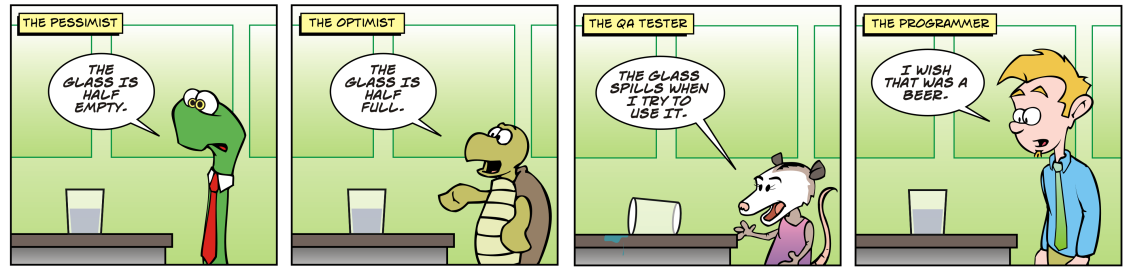 THE PESSIMIST
THE
GLASS IS
HALF
EMPTY.
THE OPTIMIST
THE
GLASS IS
HALF
FULL.
THE QA TESTER
THE GLASS
SPILLS WHEN
I TRY TO
USE IT.
THE PROGRAMMER
I WISH
THAT WAS A
BEER.